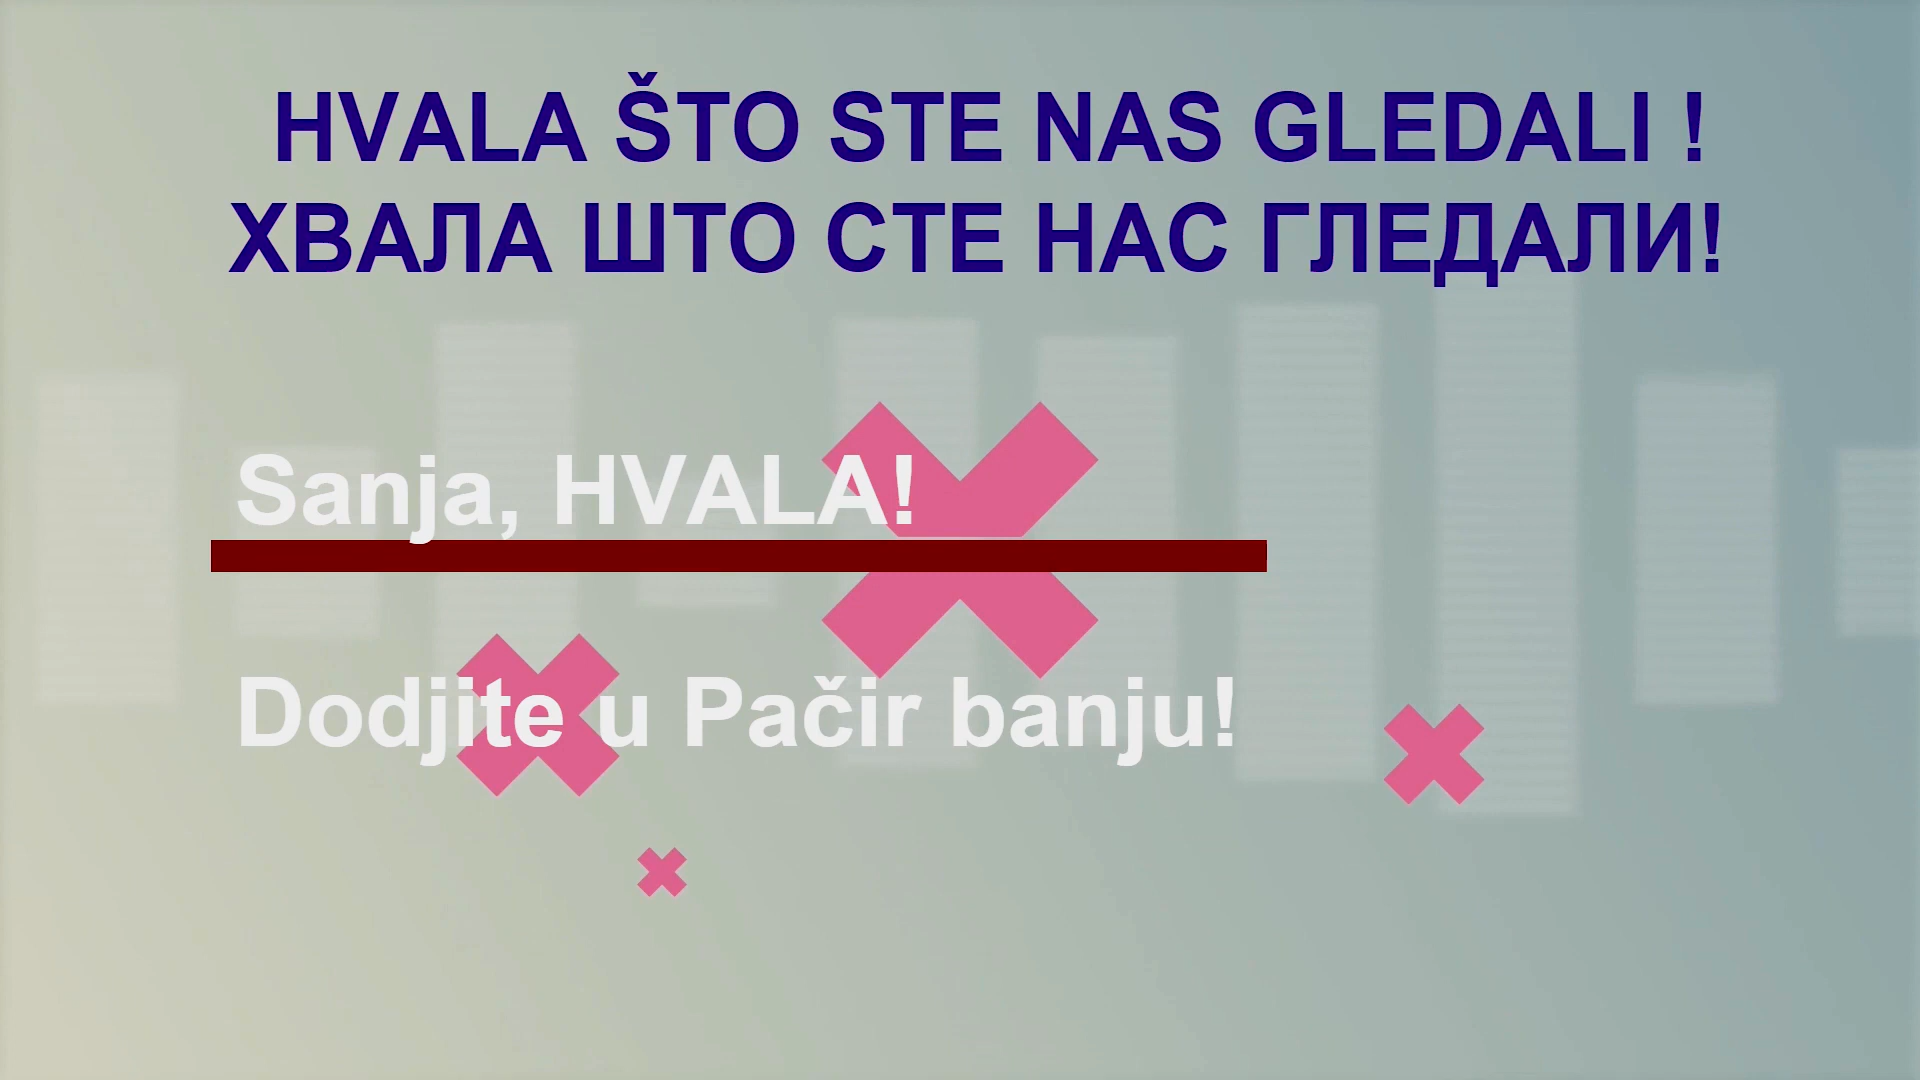 HVALA ŠTO STE NAS GLEDALI !
ХВАЛА ШТО СТЕ НАС ГЛЕДАЛИ!
Sanja, HVALA!
Dodjite u Pačir banju!